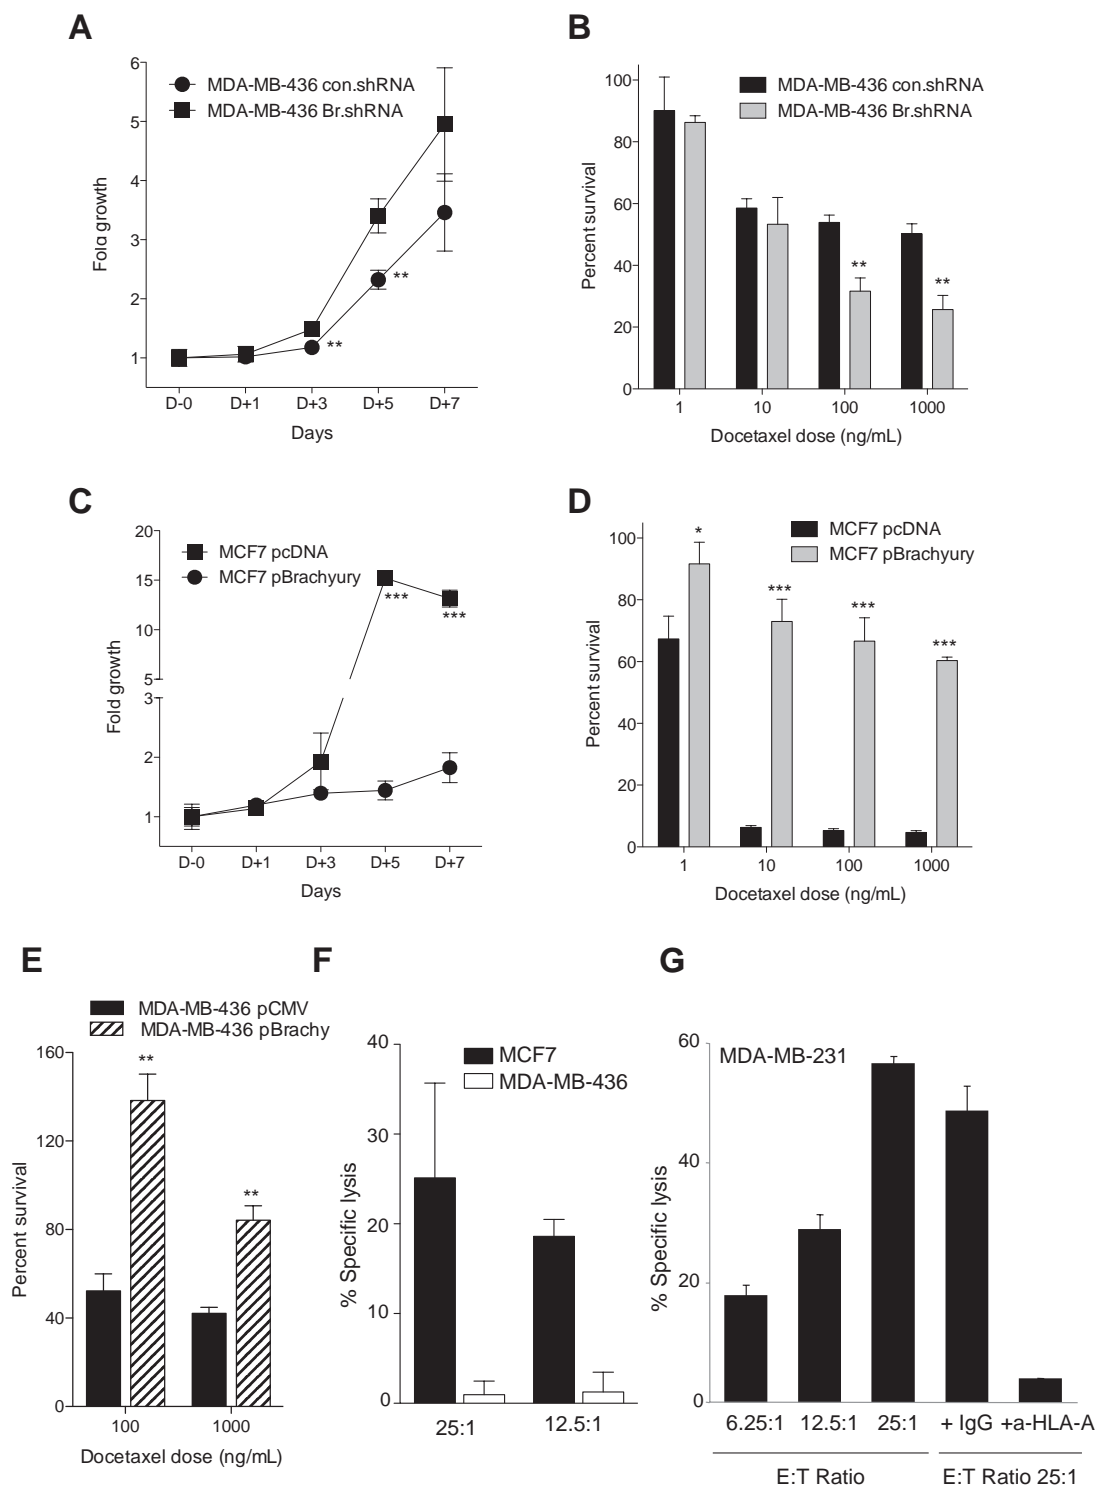 A
6
5
4
3
2
1
Fold growth
MDA-MB-436 con.shRNA
MDA-MB-436 Br.shRNA
**
**
D-0 D+1 D+3 D+5 D+7
Days
B
100
80
60
40
20
0
Percent survival
MDA-MB-436 con.shRNA
MDA-MB-436 Br.shRNA
**
**
1 10 100 1000
Docetaxel dose (ng/mL)
C
20
15
10
5
3
2
1
Fold growth
MCF7 pcDNA
MCF7 pBrachyury
***
***
D-0 D+1 D+3 D+5 D+7
Days
D
100
80
60
40
20
0
Percent survival
MCF7 pcDNA
MCF7 pBrachyury
*
***
***
***
1 10 100 1000
Docetaxel dose (ng/mL)
E
MDA-MB-436 pCMV
MDA-MB-436 pBrachy
160
120
80
40
0
Percent survival
**
**
100 1000
Docetaxel dose (ng/mL)
F
40
30
20
10
0
% Specific lysis
MCF7
MDA-MB-436
25:1 12.5:1
G
60
40
20
0
% Specific lysis
MDA-MB-231
6.25:1 12.5:1 25:1 + IgG +a-HLA-A
E:T Ratio E:T Ratio 25:1